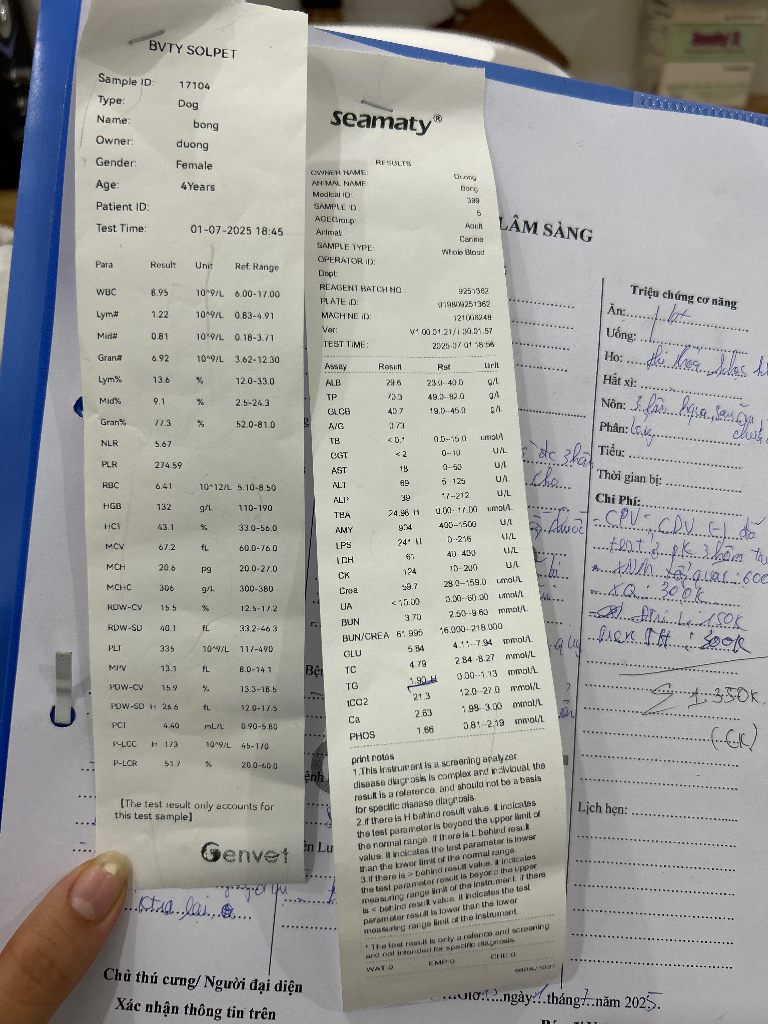 BVTY SOLPET
Sample ID: 17104
Type: Dog
Name: bong
Owner: duong
Gender: Female
Age: 4Years
Patient ID:
Test Time: 01-07-2025 18:45
Para Result Unit Ref. Range
WBC 8.95 10^9/L 6.00-17.00
Lym# 1.22 10^9/L 0.83-4.91
Mid# 0.81 10^9/L 0.18-3.71
Gran# 6.92 10^9/L 3.62-12.30
Lym% 13.6 % 12.0-33.0
Mid% 9.1 % 2.5-24.3
Gran% 77.3 % 52.0-81.0
NLR 5.67
PLR 274.59
RBC 6.41 10^12/L 5.10-8.50
HGB 132 g/L 110-190
HCT 43.1 % 33.0-56.0
MCV 67.2 fL 60.0-76.0
MCH 20.6 pg 20.0-27.0
MCHC 306 g/L 300-380
RDW-CV 15.5 % 12.5-17.2
RDW-SD 40.1 fL 33.2-46.3
PLT 335 10^9/L 117-490
MPV 13.1 fL 8.0-14.1
PDW-CV 15.9 % 13.3-18.5
PDW-SD H 26.6 fL 12.0-17.5
PCT 4.40 mL/L 0.90-5.80
P-LCC H 173 10^9/L 45-170
P-LCR 51.7 % 20.0-60.0
【The test result only accounts for
this test sample】
Genvet
seamaty®
RESULTS
OWNER NAME: Duong
ANIMAL NAME: Bong
Medical ID: 399
SAMPLE ID: 5
AGEGroup: Adult
Animal: Canine
SAMPLE TYPE: Whole Blood
OPERATOR ID:
Dept:
REAGENT BATCH NO: 9251362
PLATE ID: 019809251362
MACHINE ID: 121008249
Ver: V1.00.01.21/1.00.01.57
TEST TIME: 2025-07-01 18:56
Assay Result Ref Unit
ALB 29.6 23.0-40.0 g/L
TP 73.3 49.0-82.0 g/L
GLOB 43.7 19.0-45.0 g/L
A/G 0.73
TB < 0.1 0.0-15.0 umol/L
GGT < 2 0-10 U/L
AST 18 0-50 U/L
ALT 69 5-125 U/L
ALP 39 17-212 U/L
TBA 24.96 H 0.00-17.00 umol/L
AMY 904 400-1500 U/L
LPS 241 H 0-216 U/L
LDH 61 40-400 U/L
CK 124 10-200 U/L
Crea 59.7 28.0-159.0 umol/L
UA < 10.00 0.00-60.00 umol/L
BUN 3.70 2.50-9.60 mmol/L
BUN/CREA 61.995 16.000-218.000
GLU 5.84 4.11-7.94 mmol/L
TC 4.79 2.84-8.27 mmol/L
TG 1.90 H 0.00-1.13 mmol/L
tCO2 21.3 12.0-27.0 mmol/L
Ca 2.63 1.98-3.00 mmol/L
PHOS 1.66 0.81-2.19 mmol/L
print notes
1.This instrument is a screening analyzer,
disease diagnosis is complex and individual, the
result is a reference, and should not be a basis
for specific disease diagnosis.
2.if there is H behind result value, it indicates
the test parameter is beyond the upper limit of
the normal range. If there is L behind result
value, it indicates the test parameter is lower
than the lower limit of the normal range.
3.if there is > behind result value, it indicates
the test parameter result is beyond the upper
measuring range limit of the instrument, if there
is < behind result value, it indicates the test
parameter result is lower than the lower
measuring range limit of the instrument.
* The test result is only a refence and screening
and not intended for specific diagnosis.
WAT:0 EMP:0 CHE:0
LÂM SÀNG
Triệu chứng cơ năng
Ăn:
Uống:
Ho:
Hắt xì:
Nôn: 3 lần
Phân: lỏng
Tiểu:
Thời gian bị:
Chi Phí:
- CPV - CDV (-) đã
test
XQ: 300k
150k
300k
1.350k
(CK)
Lịch hẹn:
Chủ thú cưng/ Người đại diện
Xác nhận thông tin trên
ngày 1 tháng 7 năm 2025.